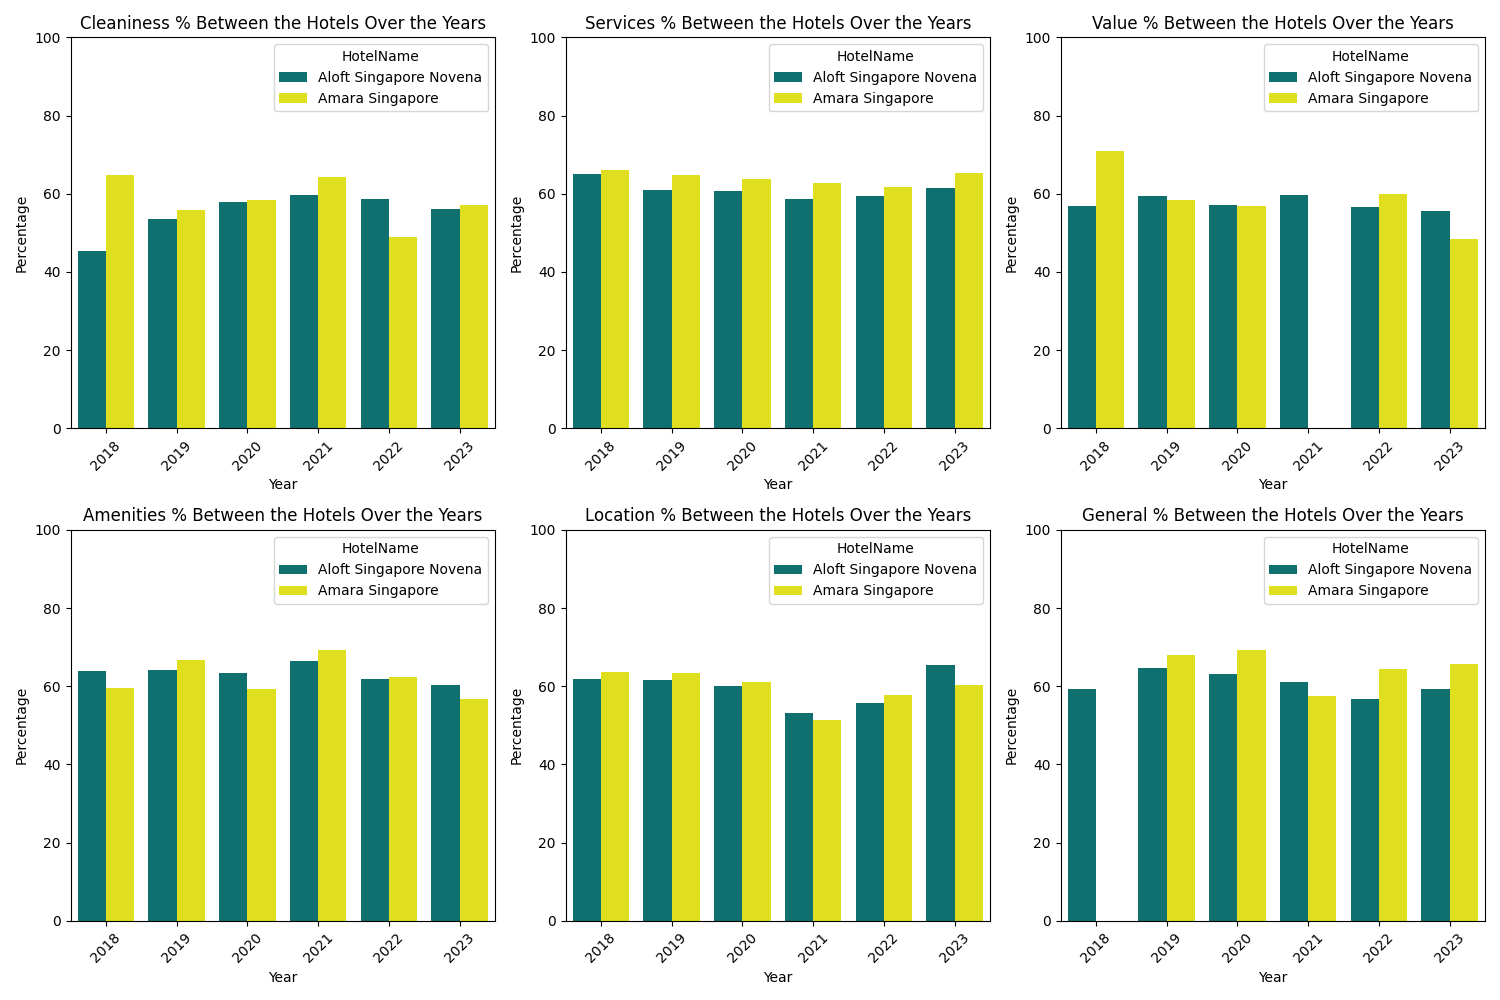 Cleaniness % Between the Hotels Over the Years
HotelName
Aloft Singapore Novena
Amara Singapore
Percentage
100
80
60
40
20
0
2018
2019
2020
2021
2022
2023
Year
Services % Between the Hotels Over the Years
HotelName
Aloft Singapore Novena
Amara Singapore
Percentage
100
80
60
40
20
0
2018
2019
2020
2021
2022
2023
Year
Value % Between the Hotels Over the Years
HotelName
Aloft Singapore Novena
Amara Singapore
Percentage
100
80
60
40
20
0
2018
2019
2020
2021
2022
2023
Year
Amenities % Between the Hotels Over the Years
HotelName
Aloft Singapore Novena
Amara Singapore
Percentage
100
80
60
40
20
0
2018
2019
2020
2021
2022
2023
Year
Location % Between the Hotels Over the Years
HotelName
Aloft Singapore Novena
Amara Singapore
Percentage
100
80
60
40
20
0
2018
2019
2020
2021
2022
2023
Year
General % Between the Hotels Over the Years
HotelName
Aloft Singapore Novena
Amara Singapore
Percentage
100
80
60
40
20
0
2018
2019
2020
2021
2022
2023
Year